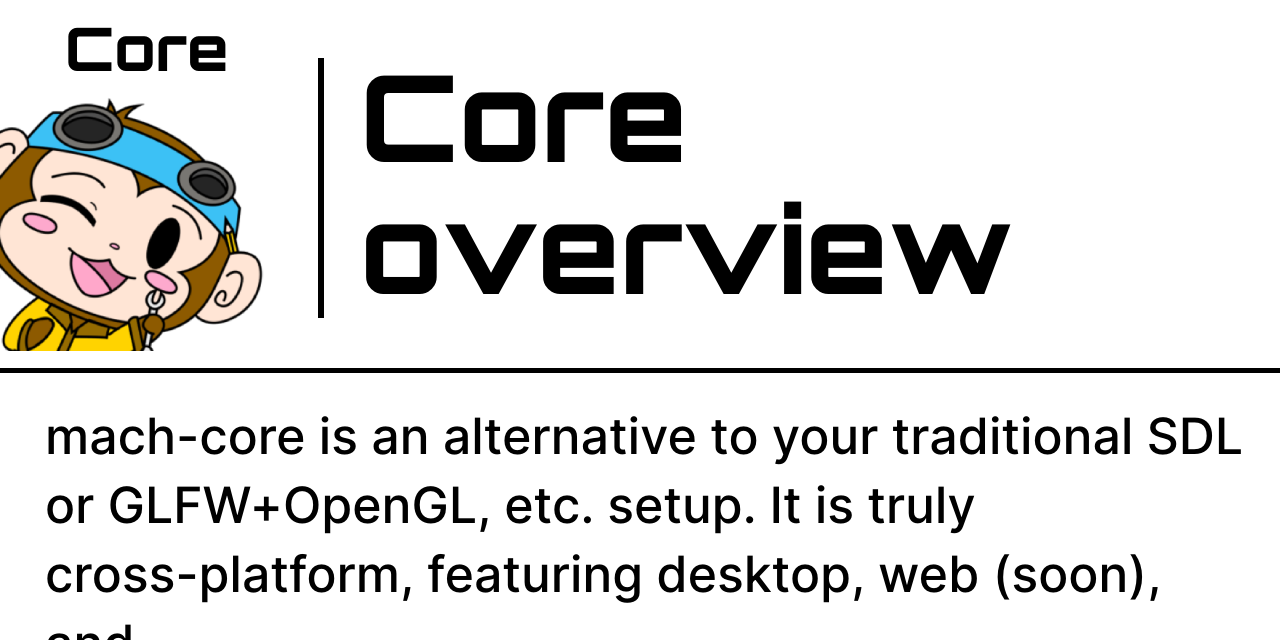 Core
Core
overview
mach-core is an alternative to your traditional SDL
or GLFW+OpenGL, etc. setup. It is truly
cross-platform, featuring desktop, web (soon),
and